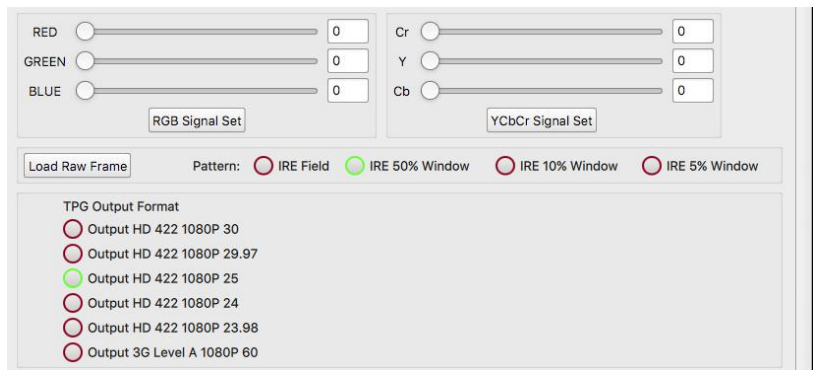 RED 0 Cr 0
GREEN 0 Y 0
BLUE 0 Cb 0
RGB Signal Set YCbCr Signal Set
Load Raw Frame Pattern: IRE Field IRE 50% Window IRE 10% Window IRE 5% Window
TPG Output Format
Output HD 422 1080P 30
Output HD 422 1080P 29.97
Output HD 422 1080P 25
Output HD 422 1080P 24
Output HD 422 1080P 23.98
Output 3G Level A 1080P 60